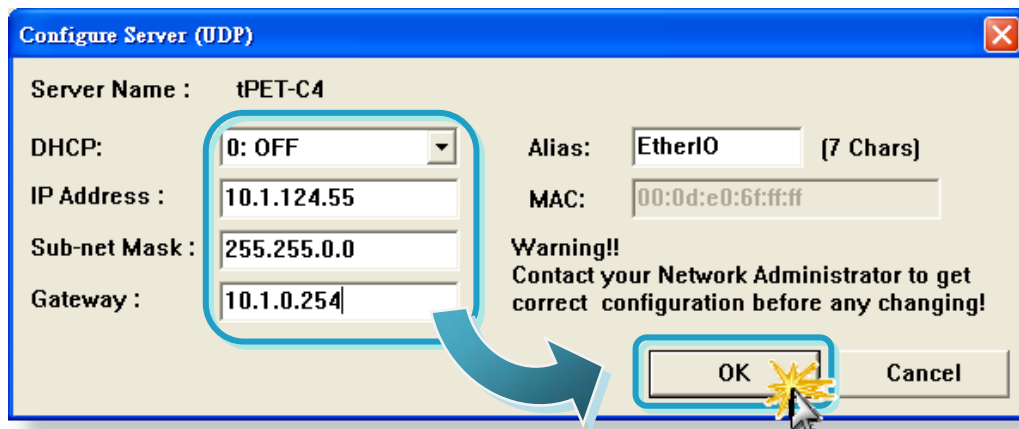 Configure Server (UDP)
Server Name : tPET-C4
DHCP: 0: OFF
Alias: EtherIO (7 Chars)
IP Address : 10.1.124.55
MAC: 00:0d:e0:6f:ff:ff
Sub-net Mask : 255.255.0.0
Gateway : 10.1.0.254
Warning!!
Contact your Network Administrator to get
correct configuration before any changing!
OK
Cancel